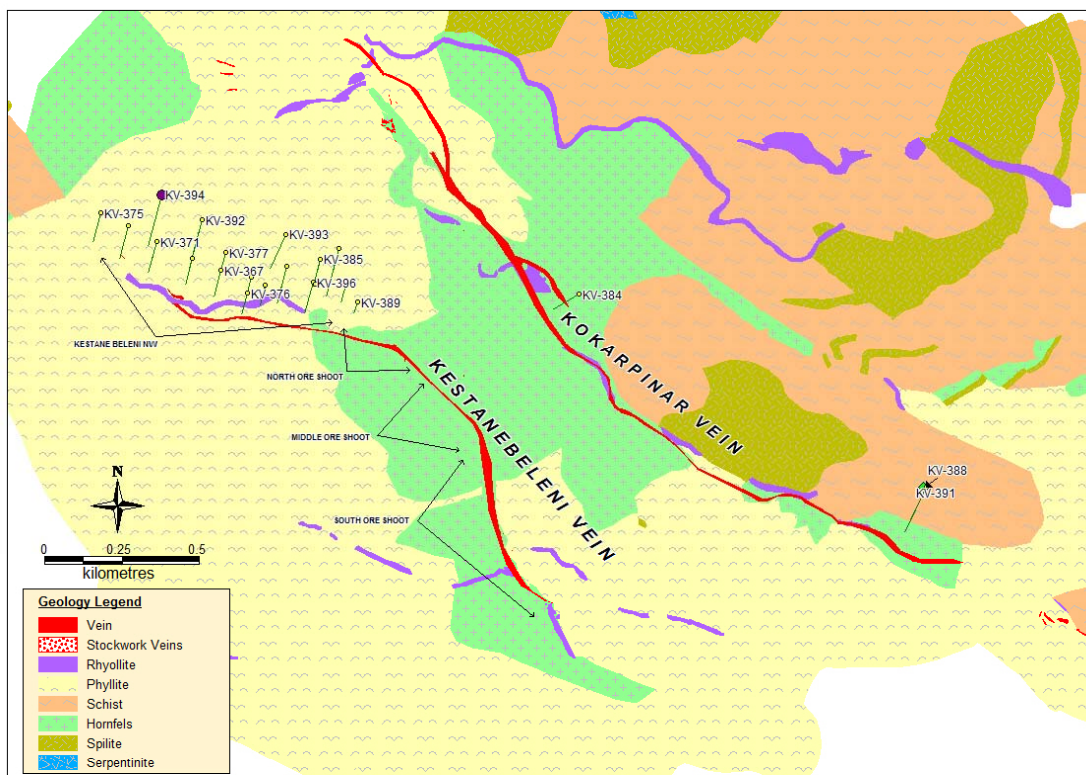 KV-394
KV-375
KV-392
KV-371
KV-393
KV-377
KV-385
KV-367
KV-376
KV-396
KV-389
KV-384
KESTANE BELENI NW
NORTH ORE SHOOT
MIDDLE ORE SHOOT
SOUTH ORE SHOOT
KOKARPINAR VEIN
KESTANEBELENI VEIN
KV-388
KV-391
N
0 0.25 0.5
kilometres
Geology Legend
Vein
Stockwork Veins
Rhyollite
Phyllite
Schist
Hornfels
Spilite
Serpentinite